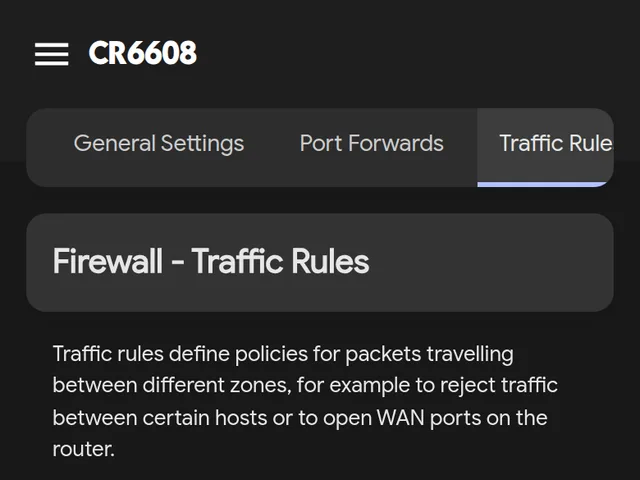 CR6608
General Settings Port Forwards Traffic Rule
Firewall - Traffic Rules
Traffic rules define policies for packets travelling
between different zones, for example to reject traffic
between certain hosts or to open WAN ports on the
router.